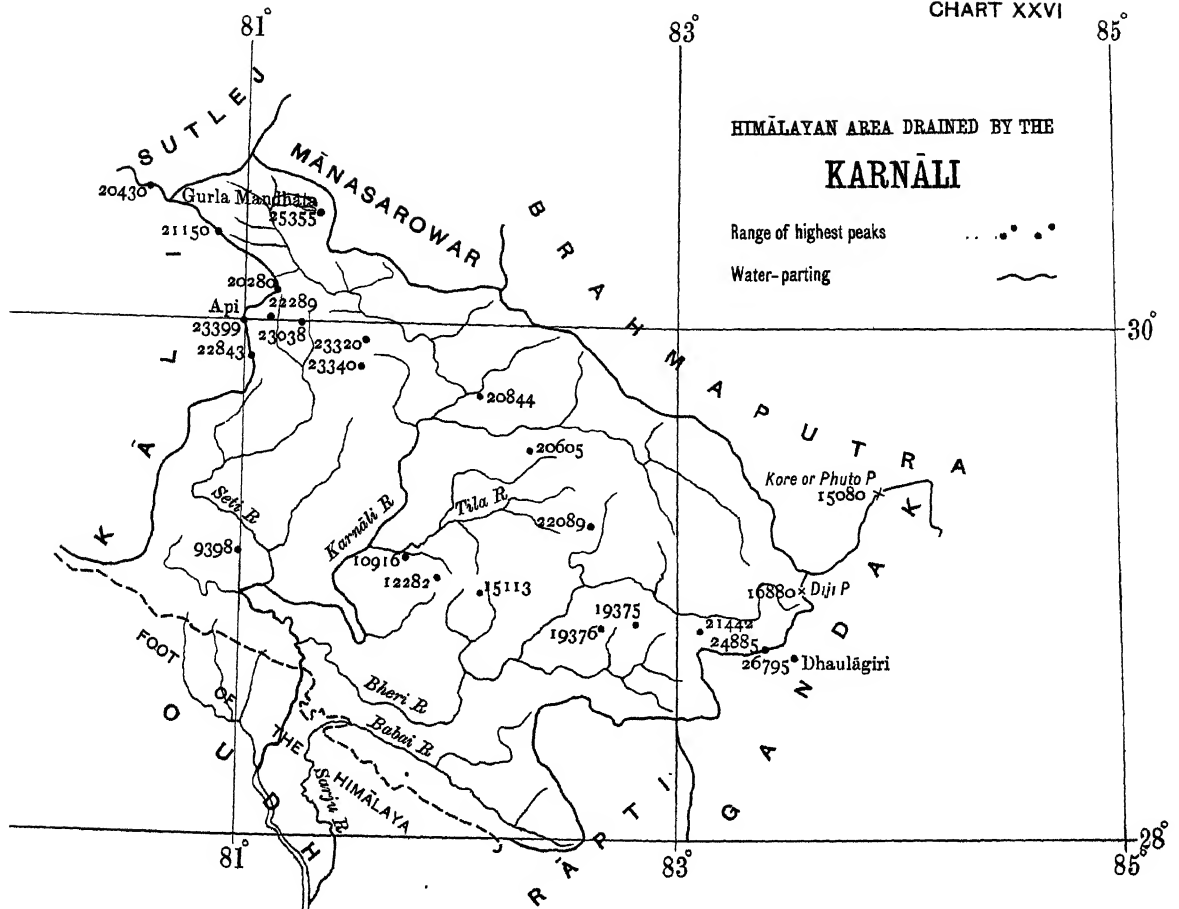 CHART XXVI
81°
83°
85°
HIMĀLAYAN AREA DRAINED BY THE
KARNĀLI
Range of highest peaks
Water-parting
SUTLEJ
MĀNASAROWAR
BRAHMAPUTRA
20430
Gurla Mandhāta
25355
21150
20280
Api
22289
23399
23038
22843
23320
23340
30°
20844
20605
KĀLI
Kore or Phuto P
15080
Seti R
Karnāli R
Tila R
22089
9398
10916
12282
15113
16880
Diji P
19375
19376
21442
24885
26795
Dhaulāgiri
GANDAK
FOOT
OF
THE
HIMĀLAYA
Bheri R
Babai R
Sarju R
OUDH
RĀPTI
28°
81°
83°
85°